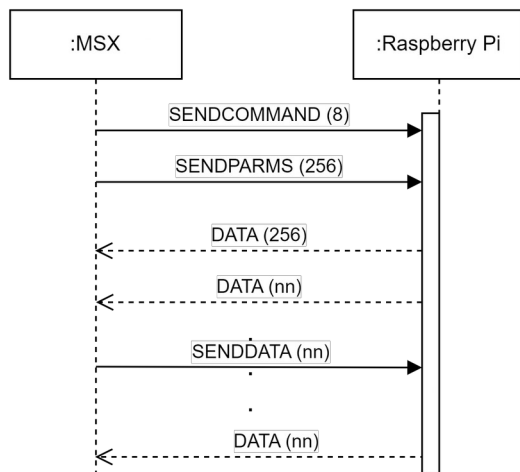 :MSX
:Raspberry Pi
SENDCOMMAND (8)
SENDPARMS (256)
DATA (256)
DATA (nn)
.
SENDDATA (nn)
.
.
DATA (nn)